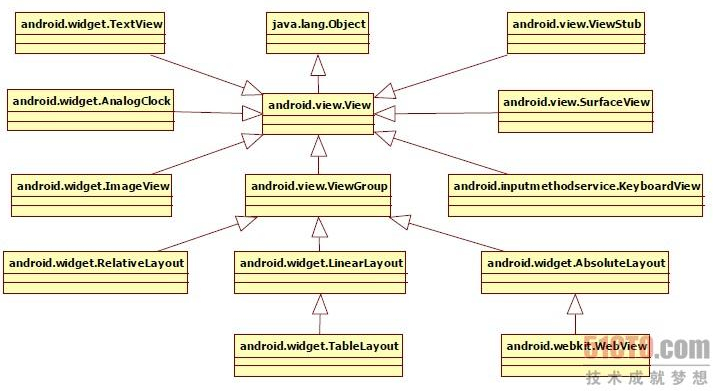 android.widget.TextView
java.lang.Object
android.view.ViewStub
android.widget.AnalogClock
android.view.View
android.view.SurfaceView
android.widget.ImageView
android.view.ViewGroup
android.inputmethodservice.KeyboardView
android.widget.RelativeLayout
android.widget.LinearLayout
android.widget.AbsoluteLayout
android.widget.TableLayout
android.webkit.WebView
51CTO.com
技术成就梦想